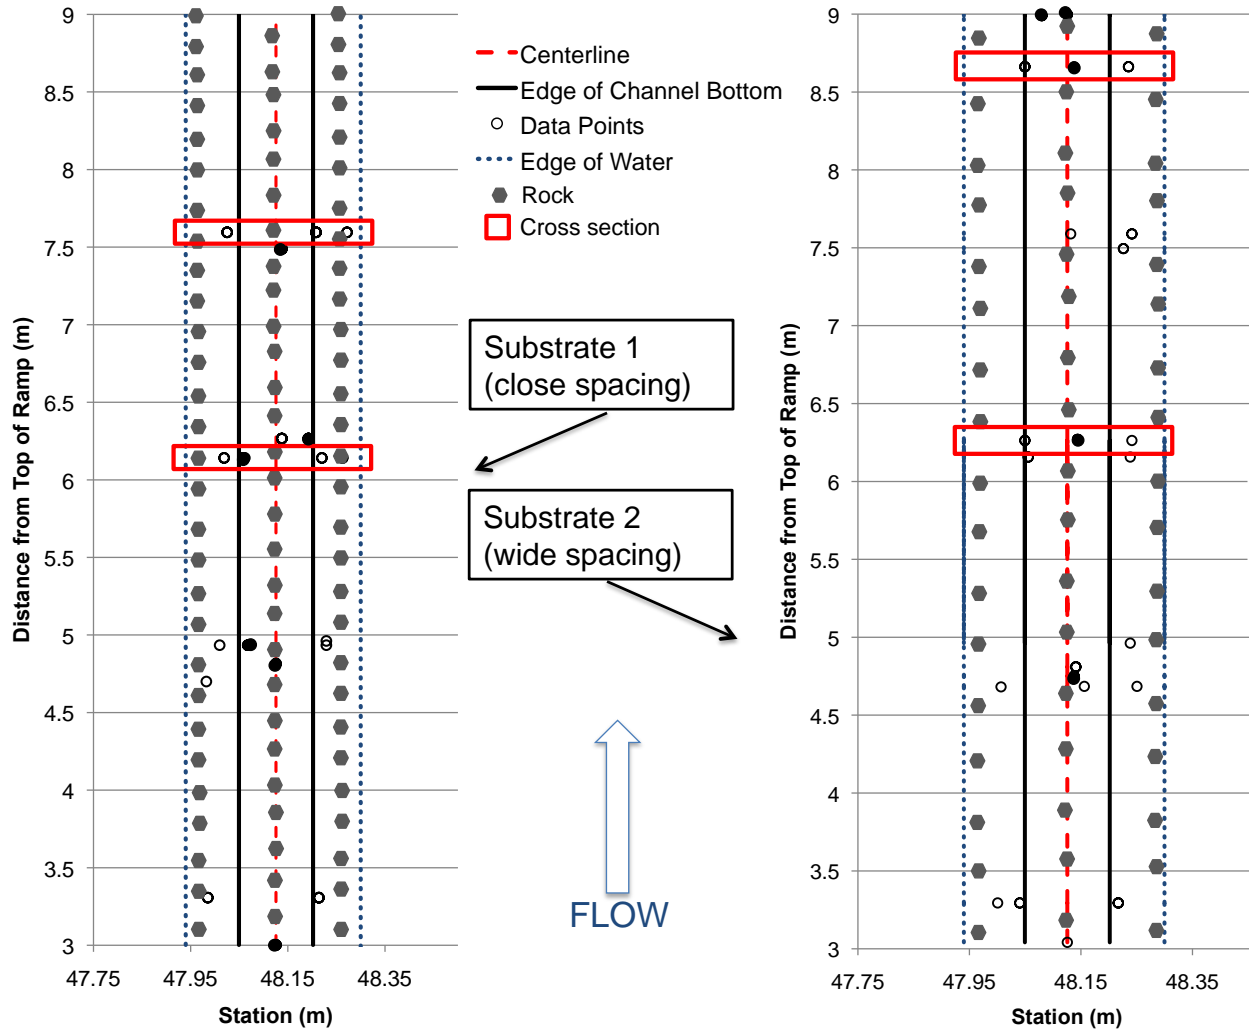 9
8.5
8
7.5
7
6.5
6
5.5
5
4.5
4
3.5
3
47.75
47.95
48.15
48.35
Distance from Top of Ramp (m)
Station (m)
Centerline
Edge of Channel Bottom
Data Points
Edge of Water
Rock
Cross section
Substrate 1
(close spacing)
Substrate 2
(wide spacing)
FLOW
9
8.5
8
7.5
7
6.5
6
5.5
5
4.5
4
3.5
3
47.75
47.95
48.15
48.35
Distance from Top of Ramp (m)
Station (m)